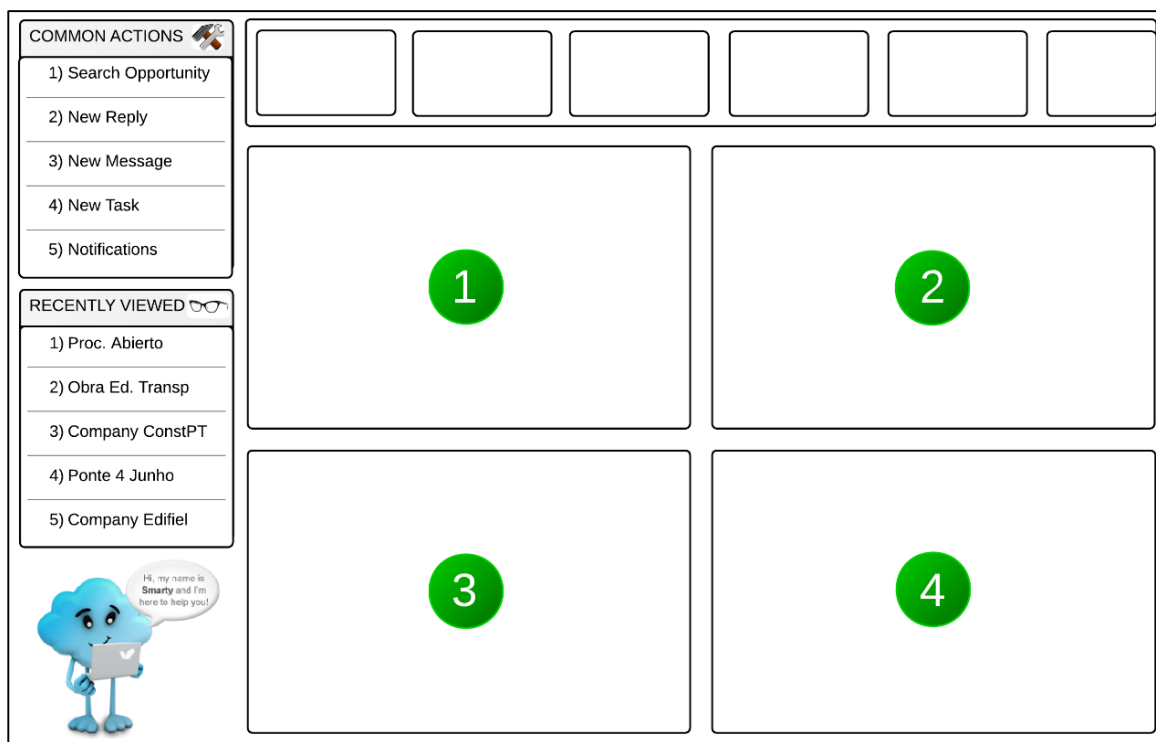 COMMON ACTIONS
1) Search Opportunity
2) New Reply
3) New Message
4) New Task
5) Notifications
RECENTLY VIEWED
1) Proc. Abierto
2) Obra Ed. Transp
3) Company ConstPT
4) Ponte 4 Junho
5) Company Edifiel
Hi, my name is
Smarty and I'm
here to help you!
1
2
3
4